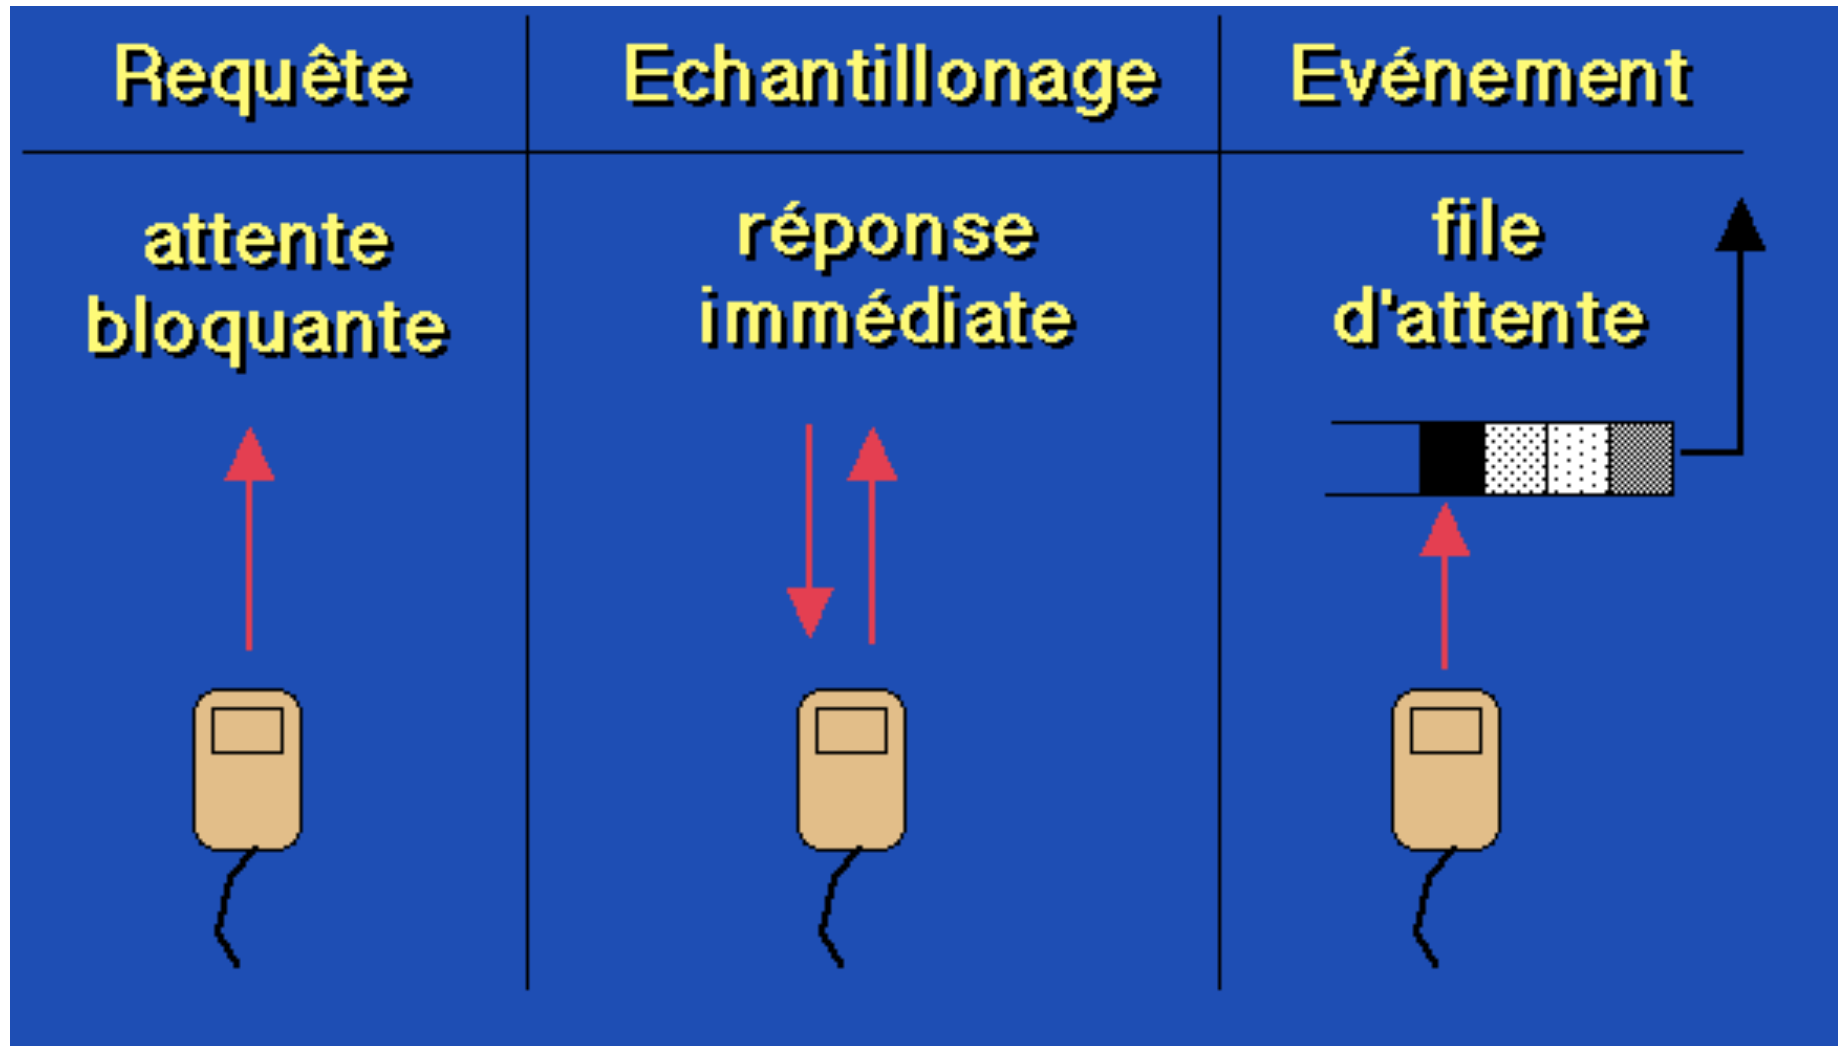 Requête
Echantillonage
Evénement
attente
bloquante
réponse
immédiate
file
d'attente